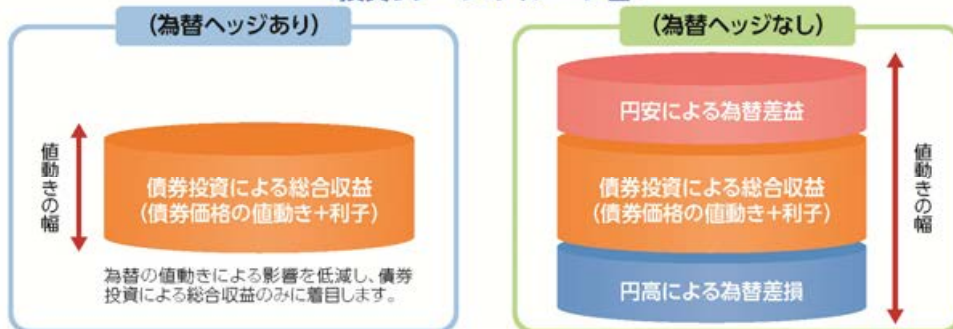 (為替ヘッジあり)
値動きの幅
債券投資による総合収益
(債券価格の値動き+利子)
為替の値動きによる影響を低減し、債券
投資による総合収益のみに着目します。
(為替ヘッジなし)
円安による為替差益
債券投資による総合収益
(債券価格の値動き+利子)
円高による為替差損
値動きの幅